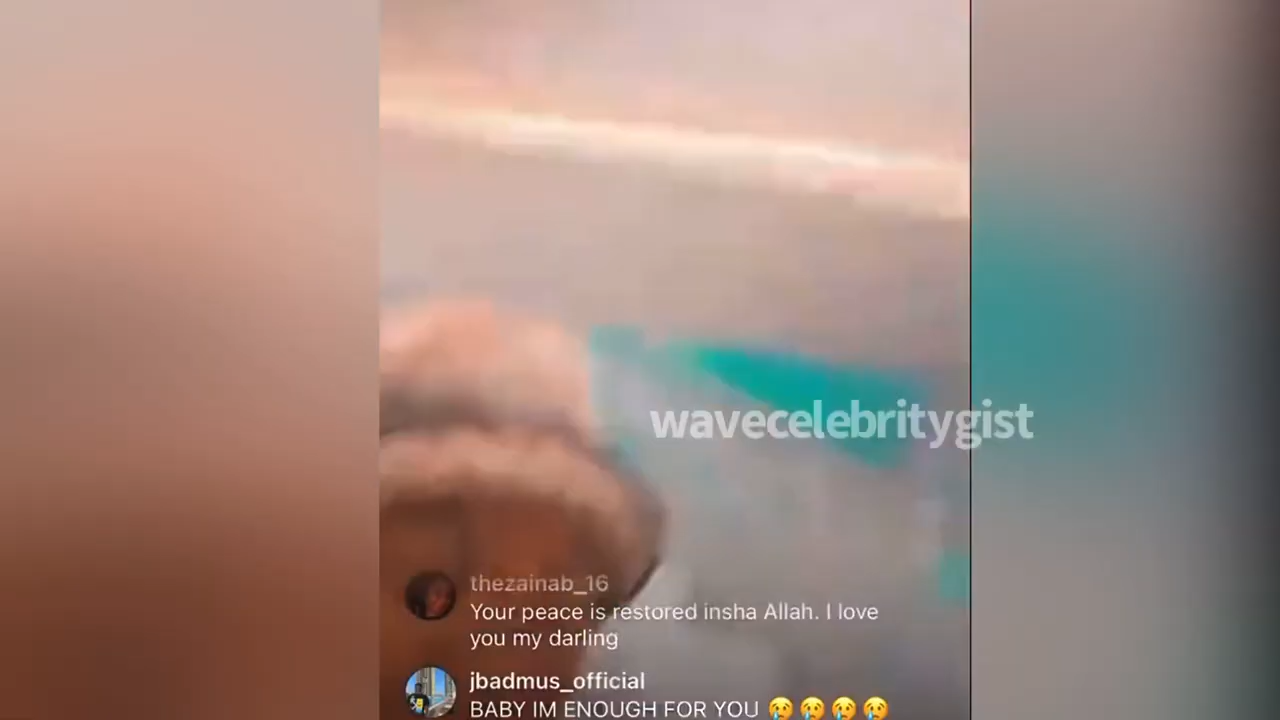 wavecelebritygist
thezainab_16
Your peace is restored insha Allah. I love
you my darling
jbadmus_official
BABY IM ENOUGH FOR YOU 😢😢😢😢